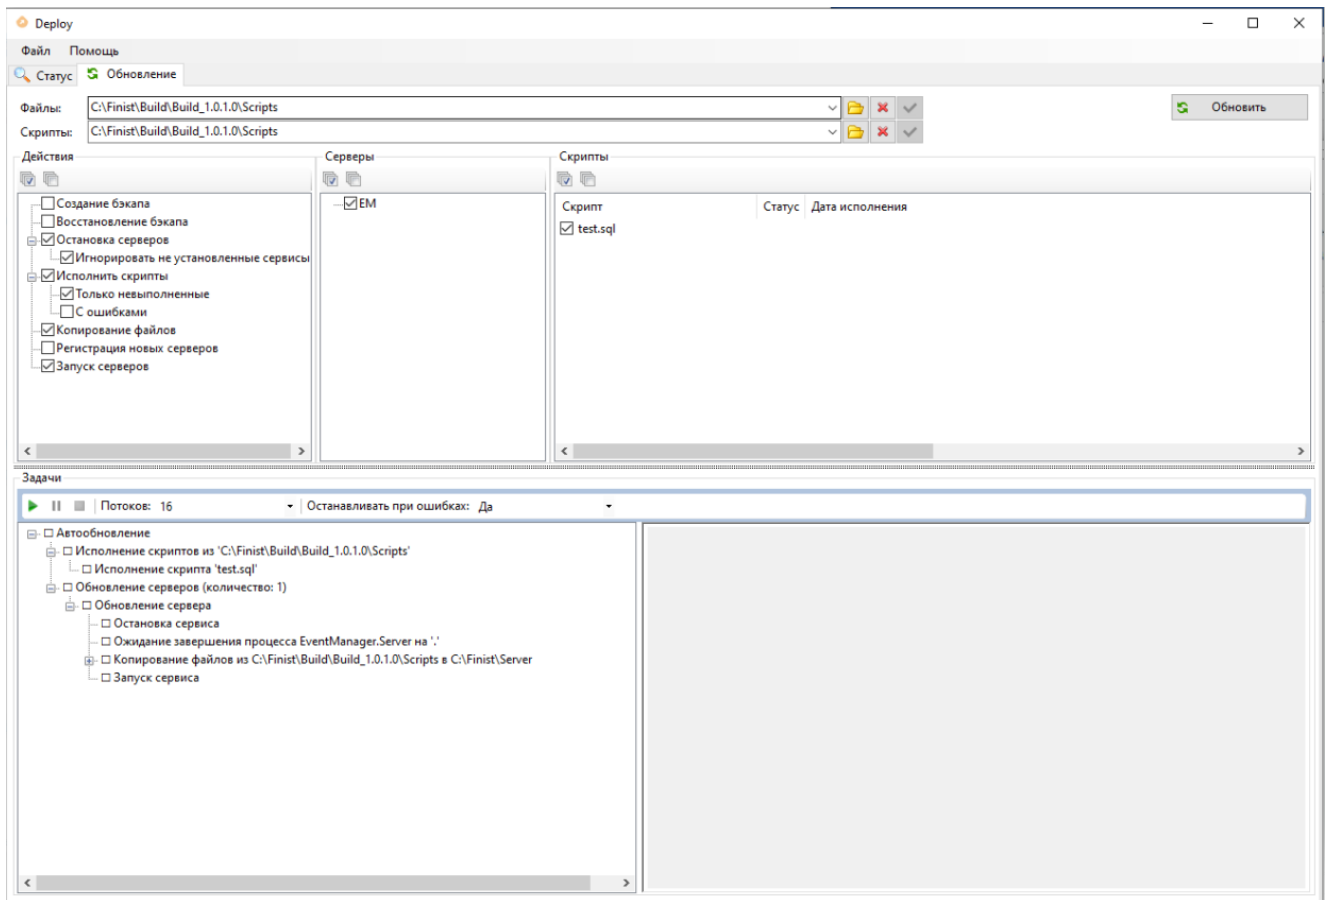 Deploy
Файл Помощь
Статус Обновление
Файлы: C:\Finist\Build\Build_1.0.1.0\Scripts Обновить
Скрипты: C:\Finist\Build\Build_1.0.1.0\Scripts
Действия
Создание бэкапа
Восстановление бэкапа
Остановка серверов
Игнорировать не установленные сервисы
Исполнить скрипты
Только невыполненные
С ошибками
Копирование файлов
Регистрация новых серверов
Запуск серверов
Серверы
EM
Скрипты
Скрипт Статус Дата исполнения
test.sql
Задачи
Потоков: 16 Останавливать при ошибках: Да
Автообновление
Исполнение скриптов из 'C:\Finist\Build\Build_1.0.1.0\Scripts'
Исполнение скрипта 'test.sql'
Обновление серверов (количество: 1)
Обновление сервера
Остановка сервиса
Ожидание завершения процесса EventManager.Server на '.'
Копирование файлов из C:\Finist\Build\Build_1.0.1.0\Scripts в C:\Finist\Server
Запуск сервиса